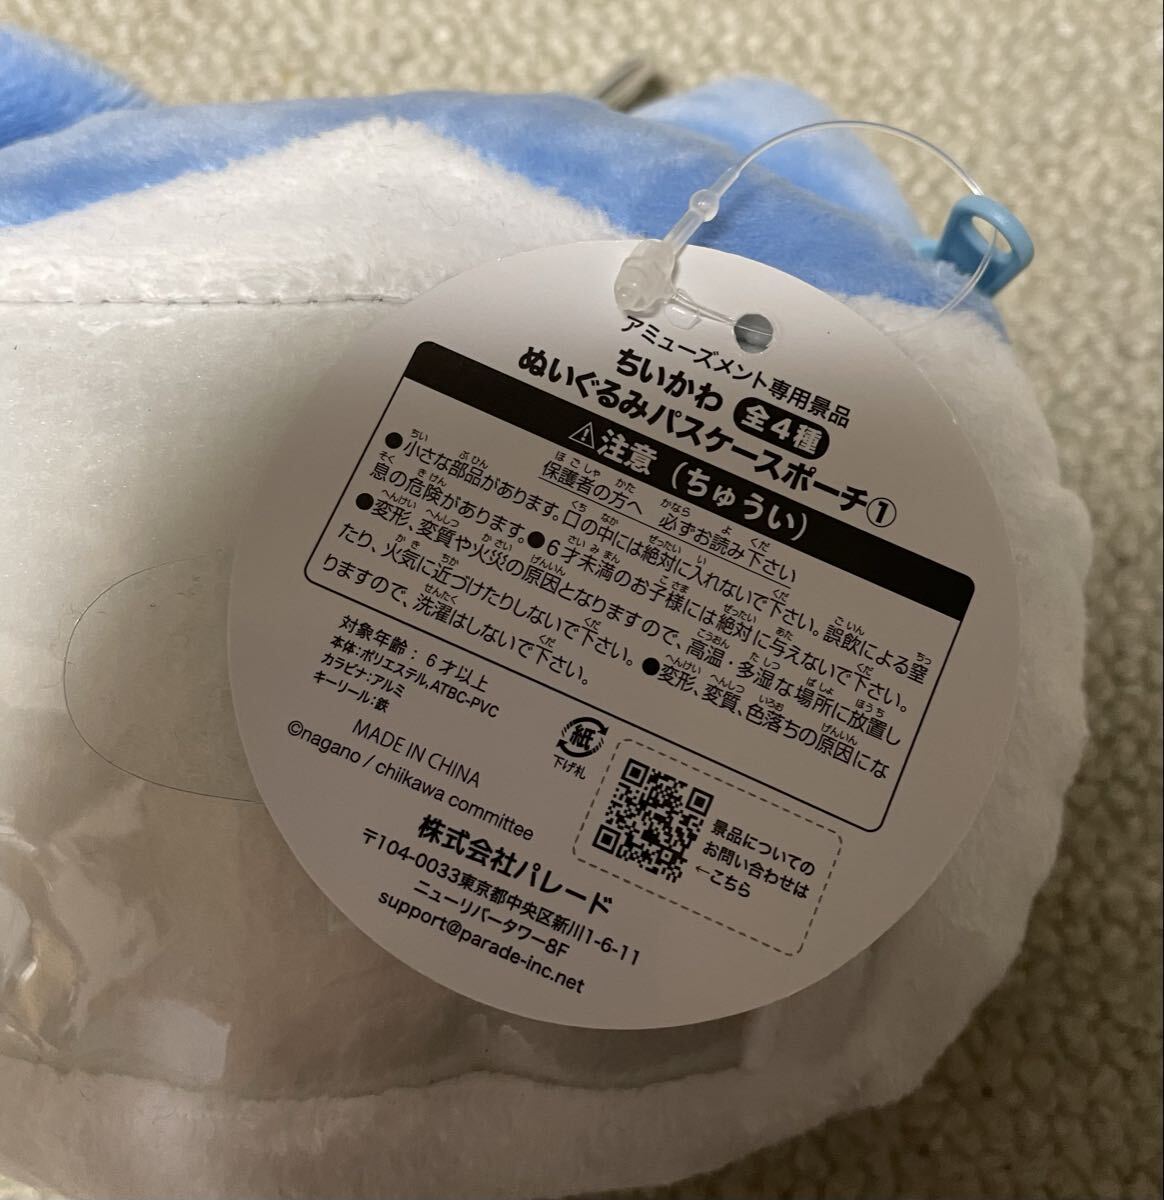 アミューズメント専用景品
ちいかわ 全4種
ぬいぐるみパスケースポーチ①
⚠注意（ちゅうい）
保護者の方へ 必ずお読み下さい
●小さな部品があります。口の中には絶対に入れないで下さい。誤飲による窒
息の危険があります。●6才未満のお子様には絶対に与えないで下さい。
●変形、変質や火災の原因となりますので、高温・多湿な場所に放置し
たり、火気に近づけたりしないで下さい。●変形、変質、色落ちの原因にな
りますので、洗濯はしないで下さい。
対象年齢：6才以上
本体：ポリエステル,ATBC-PVC
カラビナ：アルミ
キーリール：鉄
MADE IN CHINA
©nagano / chiikawa committee
紙
下げ札
景品についての
お問い合わせは
←こちら
株式会社パレード
〒104-0033東京都中央区新川1-6-11
ニューリバータワー8F
support@parade-inc.net